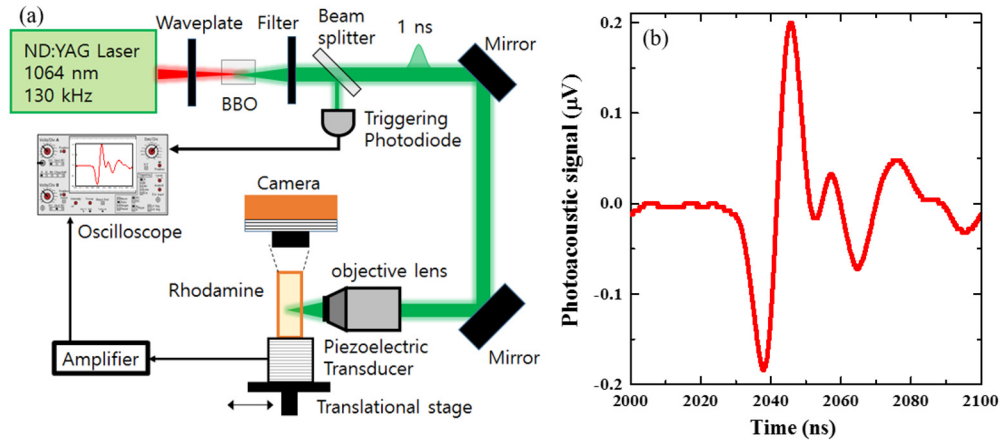 (a)
Waveplate
Filter
Beam
splitter
1 ns
Mirror
ND:YAG Laser
1064 nm
130 kHz
BBO
Triggering
Photodiode
Oscilloscope
Camera
Rhodamine
objective lens
Amplifier
Piezoelectric
Transducer
Mirror
Translational stage
(b)
Photoacoustic signal (μV)
0.2
0.1
0.0
-0.1
-0.2
2000 2020 2040 2060 2080 2100
Time (ns)